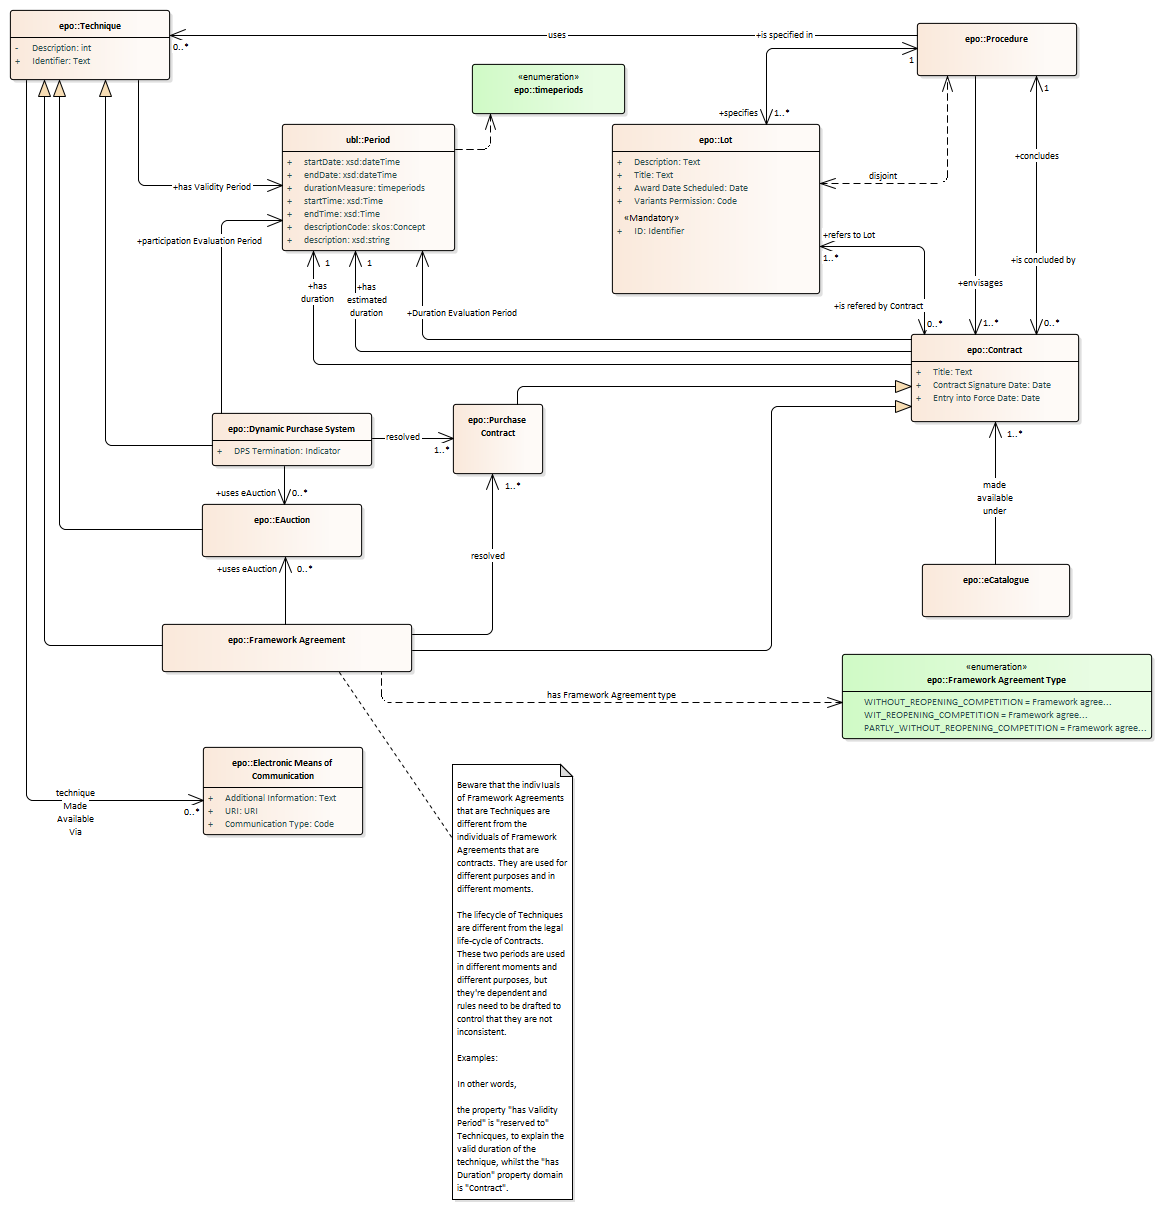 epo::Technique
- Description: int
+ Identifier: Text
0..*
uses
+is specified in
epo::Procedure
1
«enumeration»
epo::timeperiods
+specifies
1..*
1
ubl::Period
+ startDate: xsd:dateTime
+ endDate: xsd:dateTime
+ durationMeasure: timeperiods
+ startTime: xsd:Time
+ endTime: xsd:Time
+ descriptionCode: skos:Concept
+ description: xsd:string
epo::Lot
+ Description: Text
+ Title: Text
+ Award Date Scheduled: Date
+ Variants Permission: Code
«Mandatory»
+ ID: Identifier
disjoint
+concludes
+has Validity Period
+participation Evaluation Period
+refers to Lot
1..*
+is concluded by
1
+has
duration
1
+has
estimated
duration
+Duration Evaluation Period
+envisages
+is refered by Contract
0..*
1..*
0..*
epo::Contract
+ Title: Text
+ Contract Signature Date: Date
+ Entry into Force Date: Date
epo::Dynamic Purchase System
+ DPS Termination: Indicator
resolved
1..*
epo::Purchase
Contract
1..*
+uses eAuction
0..*
1..*
made
available
under
epo::EAuction
resolved
+uses eAuction
0..*
epo::eCatalogue
epo::Framework Agreement
has Framework Agreement type
«enumeration»
epo::Framework Agreement Type
WITHOUT_REOPENING_COMPETITION = Framework agree...
WIT_REOPENING_COMPETITION = Framework agree...
PARTLY_WITHOUT_REOPENING_COMPETITION = Framework agree...
epo::Electronic Means of
Communication
+ Additional Information: Text
+ URI: URI
+ Communication Type: Code
technique
Made
Available
Via
0..*
Beware that the indiviuals
of Framework Agreements
that are Techniques are
different from the
individuals of Framework
Agreements that are
contracts. They are used for
different purposes and in
different moments.
The lifecycle of Techniques
are different from the legal
life-cycle of Contracts.
These two periods are used
in different moments and
different purposes, but
they're dependent and
rules need to be drafted to
control that they are not
inconsistent.
Examples:
In other words,
the property "has Validity
Period" is "reserved to"
Technicques, to explain the
valid duration of the
technique, whilst the "has
Duration" property domain
is "Contract".